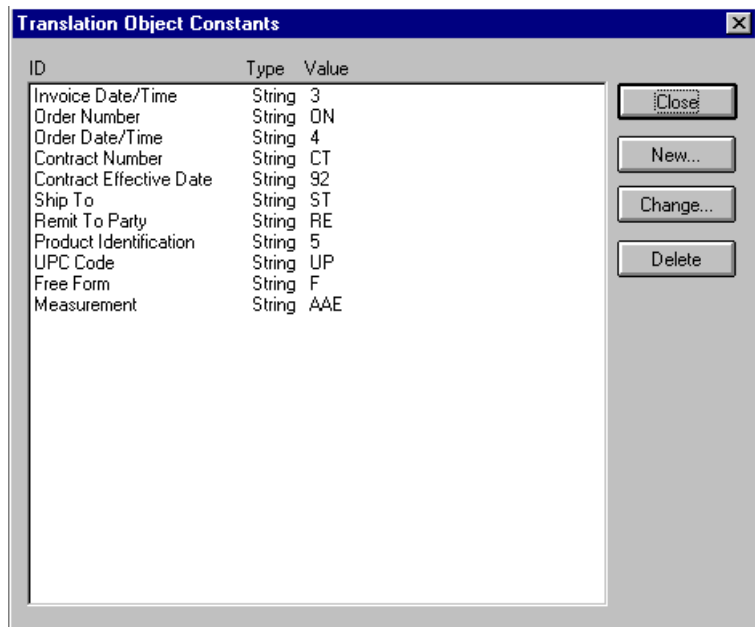 Translation Object Constants
ID Type Value
Invoice Date/Time String 3
Order Number String ON
Order Date/Time String 4
Contract Number String CT
Contract Effective Date String 92
Ship To String ST
Remit To Party String RE
Product Identification String 5
UPC Code String UP
Free Form String F
Measurement String AAE
Close
New...
Change...
Delete